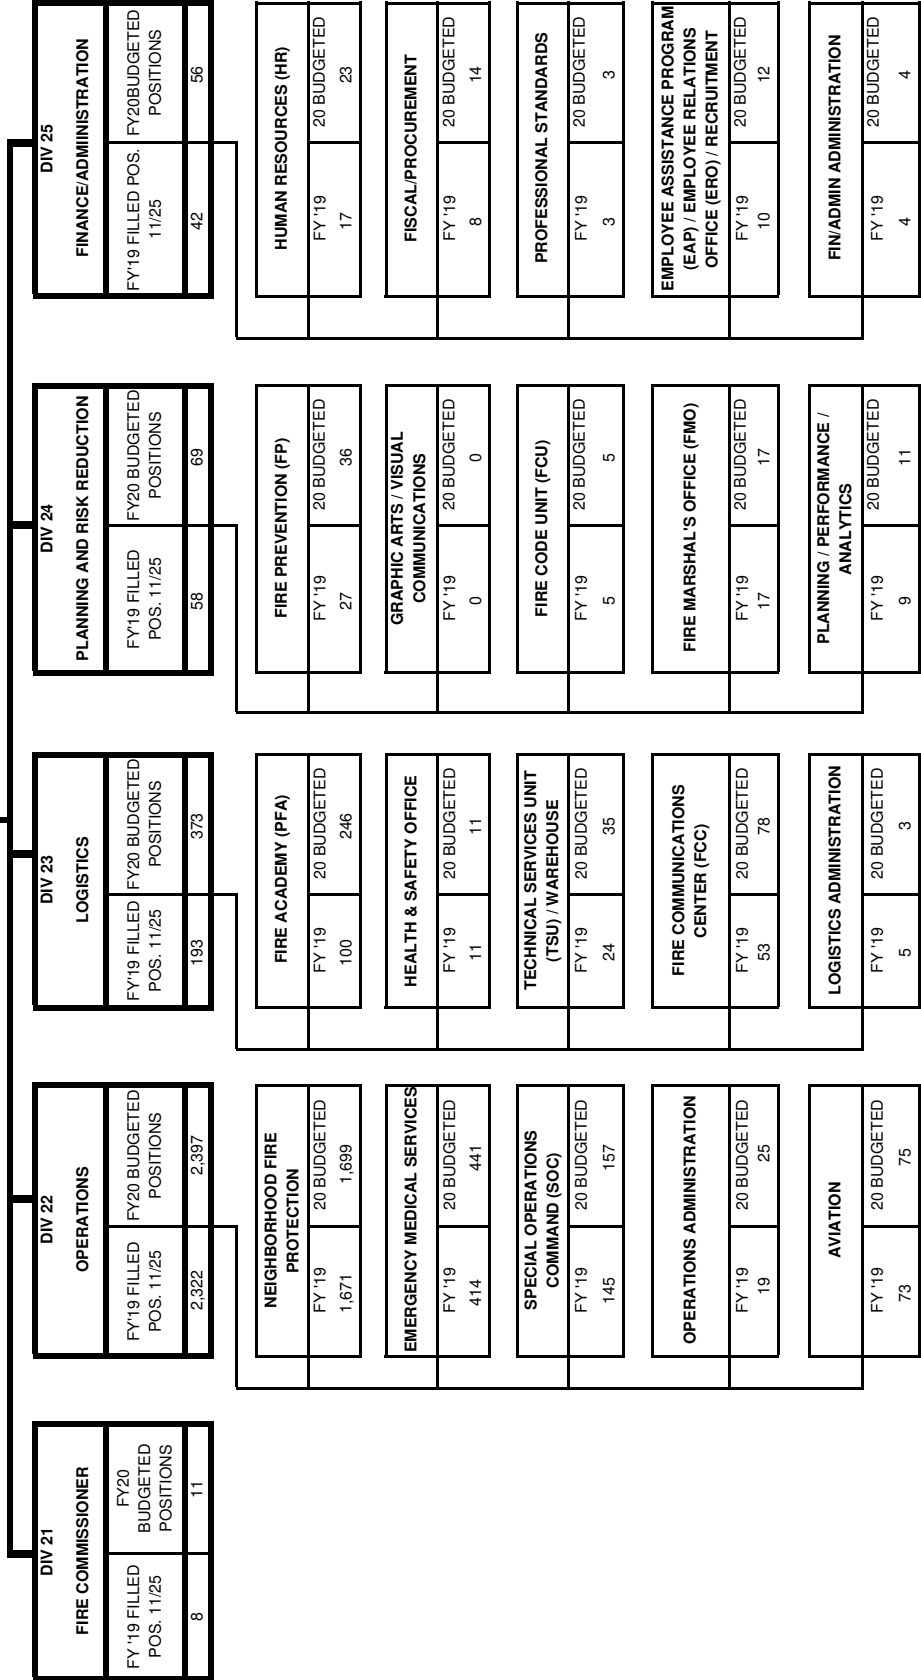 DIV 21
FIRE COMMISSIONER
FY '19 FILLED
POS. 11/25
FY20
BUDGETED
POSITIONS
8
11
DIV 22
OPERATIONS
FY'19 FILLED
POS. 11/25
FY20 BUDGETED
POSITIONS
2,322
2,397
NEIGHBORHOOD FIRE
PROTECTION
FY '19
20 BUDGETED
1,671
1,699
EMERGENCY MEDICAL SERVICES
FY '19
20 BUDGETED
414
441
SPECIAL OPERATIONS
COMMAND (SOC)
FY '19
20 BUDGETED
145
157
OPERATIONS ADMINISTRATION
FY '19
20 BUDGETED
19
25
AVIATION
FY '19
20 BUDGETED
73
75
DIV 23
LOGISTICS
FY'19 FILLED
POS. 11/25
FY20 BUDGETED
POSITIONS
193
373
FIRE ACADEMY (PFA)
FY '19
20 BUDGETED
100
246
HEALTH & SAFETY OFFICE
FY '19
20 BUDGETED
11
11
TECHNICAL SERVICES UNIT
(TSU) / WAREHOUSE
FY '19
20 BUDGETED
24
35
FIRE COMMUNICATIONS
CENTER (FCC)
FY '19
20 BUDGETED
53
78
LOGISTICS ADMINISTRATION
FY '19
20 BUDGETED
5
3
DIV 24
PLANNING AND RISK REDUCTION
FY'19 FILLED
POS. 11/25
FY20 BUDGETED
POSITIONS
58
69
FIRE PREVENTION (FP)
FY '19
20 BUDGETED
27
36
GRAPHIC ARTS / VISUAL
COMMUNICATIONS
FY '19
20 BUDGETED
0
0
FIRE CODE UNIT (FCU)
FY '19
20 BUDGETED
5
5
FIRE MARSHAL'S OFFICE (FMO)
FY '19
20 BUDGETED
17
17
PLANNING / PERFORMANCE /
ANALYTICS
FY '19
20 BUDGETED
9
11
DIV 25
FINANCE/ADMIINISTRATION
FY'19 FILLED POS.
11/25
FY20BUDGETED
POSITIONS
42
56
HUMAN RESOURCES (HR)
FY '19
20 BUDGETED
17
23
FISCAL/PROCUREMENT
FY '19
20 BUDGETED
8
14
PROFESSIONAL STANDARDS
FY '19
20 BUDGETED
3
3
EMPLOYEE ASSISTANCE PROGRAM
(EAP) / EMPLOYEE RELATIONS
OFFICE (ERO) / RECRUITMENT
FY '19
20 BUDGETED
10
12
FIN/ADMIN ADMINISTRATION
FY '19
20 BUDGETED
4
4